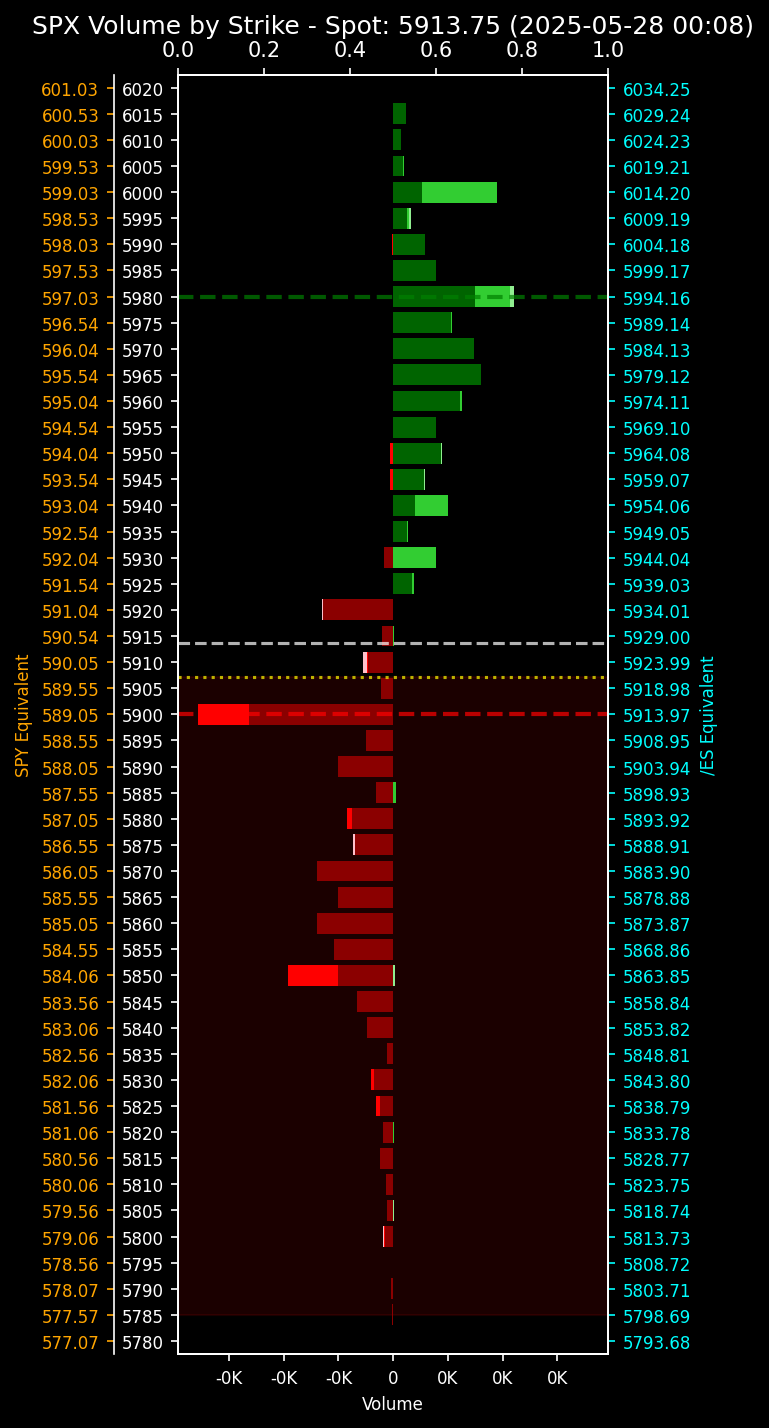 SPX Volume by Strike - Spot: 5913.75 (2025-05-28 00:08)
0.0 0.2 0.4 0.6 0.8 1.0
601.03 6020 6034.25
600.53 6015 6029.24
600.03 6010 6024.23
599.53 6005 6019.21
599.03 6000 6014.20
598.53 5995 6009.19
598.03 5990 6004.18
597.53 5985 5999.17
597.03 5980 5994.16
596.54 5975 5989.14
596.04 5970 5984.13
595.54 5965 5979.12
595.04 5960 5974.11
594.54 5955 5969.10
594.04 5950 5964.08
593.54 5945 5959.07
593.04 5940 5954.06
592.54 5935 5949.05
592.04 5930 5944.04
591.54 5925 5939.03
591.04 5920 5934.01
590.54 5915 5929.00
590.05 5910 5923.99
589.55 5905 5918.98
589.05 5900 5913.97
588.55 5895 5908.95
588.05 5890 5903.94
587.55 5885 5898.93
587.05 5880 5893.92
586.55 5875 5888.91
586.05 5870 5883.90
585.55 5865 5878.88
585.05 5860 5873.87
584.55 5855 5868.86
584.06 5850 5863.85
583.56 5845 5858.84
583.06 5840 5853.82
582.56 5835 5848.81
582.06 5830 5843.80
581.56 5825 5838.79
581.06 5820 5833.78
580.56 5815 5828.77
580.06 5810 5823.75
579.56 5805 5818.74
579.06 5800 5813.73
578.56 5795 5808.72
578.07 5790 5803.71
577.57 5785 5798.69
577.07 5780 5793.68
SPY Equivalent
/ES Equivalent
-0K -0K -0K 0 0K 0K 0K
Volume